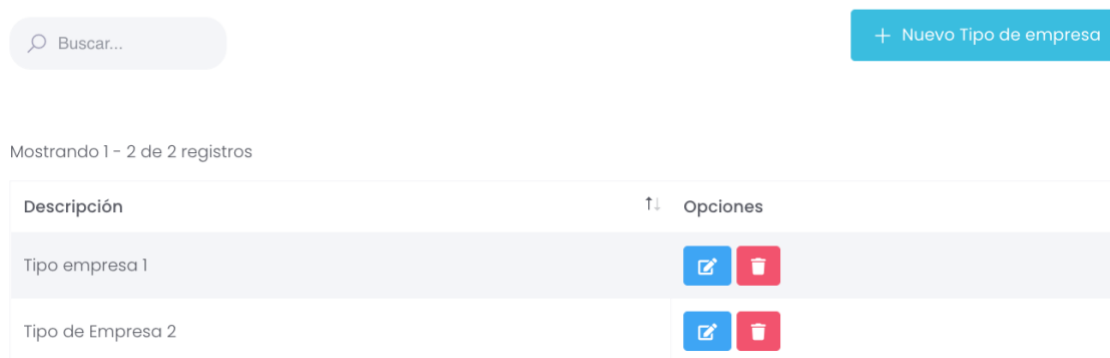 Buscar...
+ Nuevo Tipo de empresa
Mostrando 1 - 2 de 2 registros
Descripción ↑↓ Opciones
Tipo empresa 1
Tipo de Empresa 2